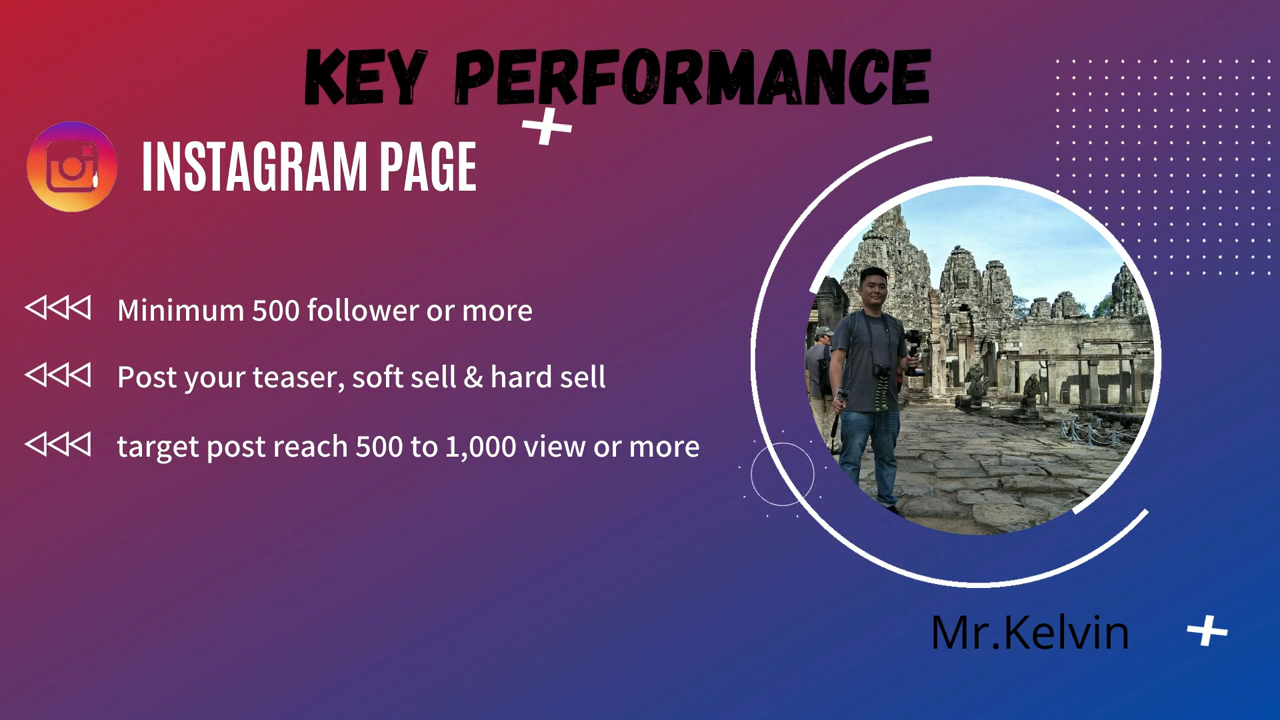 KEY PERFORMANCE
INSTAGRAM PAGE
Minimum 500 follower or more
Post your teaser, soft sell & hard sell
target post reach 500 to 1,000 view or more
Mr.Kelvin